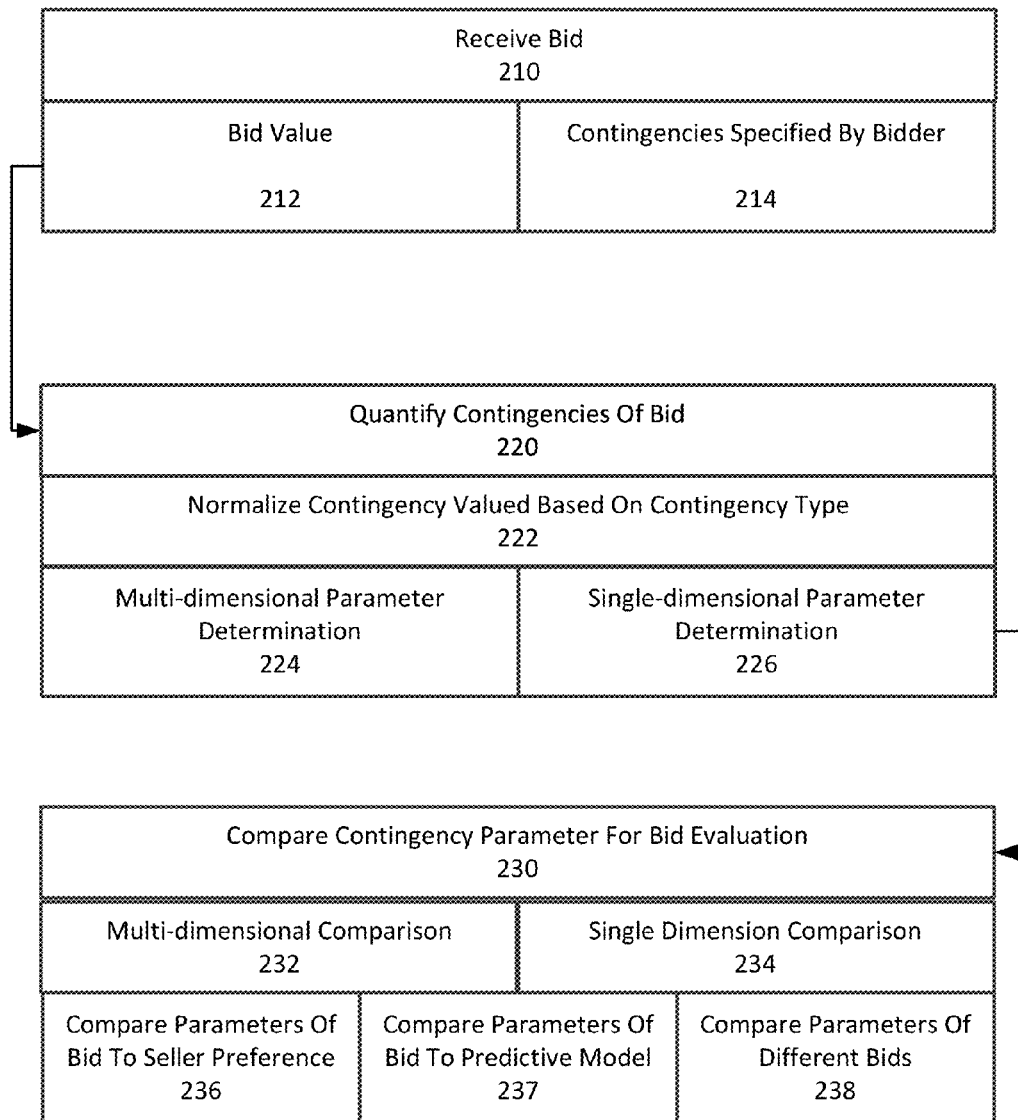 Receive Bid
210
Bid Value
212
Contingencies Specified By Bidder
214
Quantify Contingencies Of Bid
220
Normalize Contingency Valued Based On Contingency Type
222
Multi-dimensional Parameter
Determination
224
Single-dimensional Parameter
Determination
226
Compare Contingency Parameter For Bid Evaluation
230
Multi-dimensional Comparison
232
Single Dimension Comparison
234
Compare Parameters Of
Bid To Seller Preference
236
Compare Parameters Of
Bid To Predictive Model
237
Compare Parameters Of
Different Bids
238